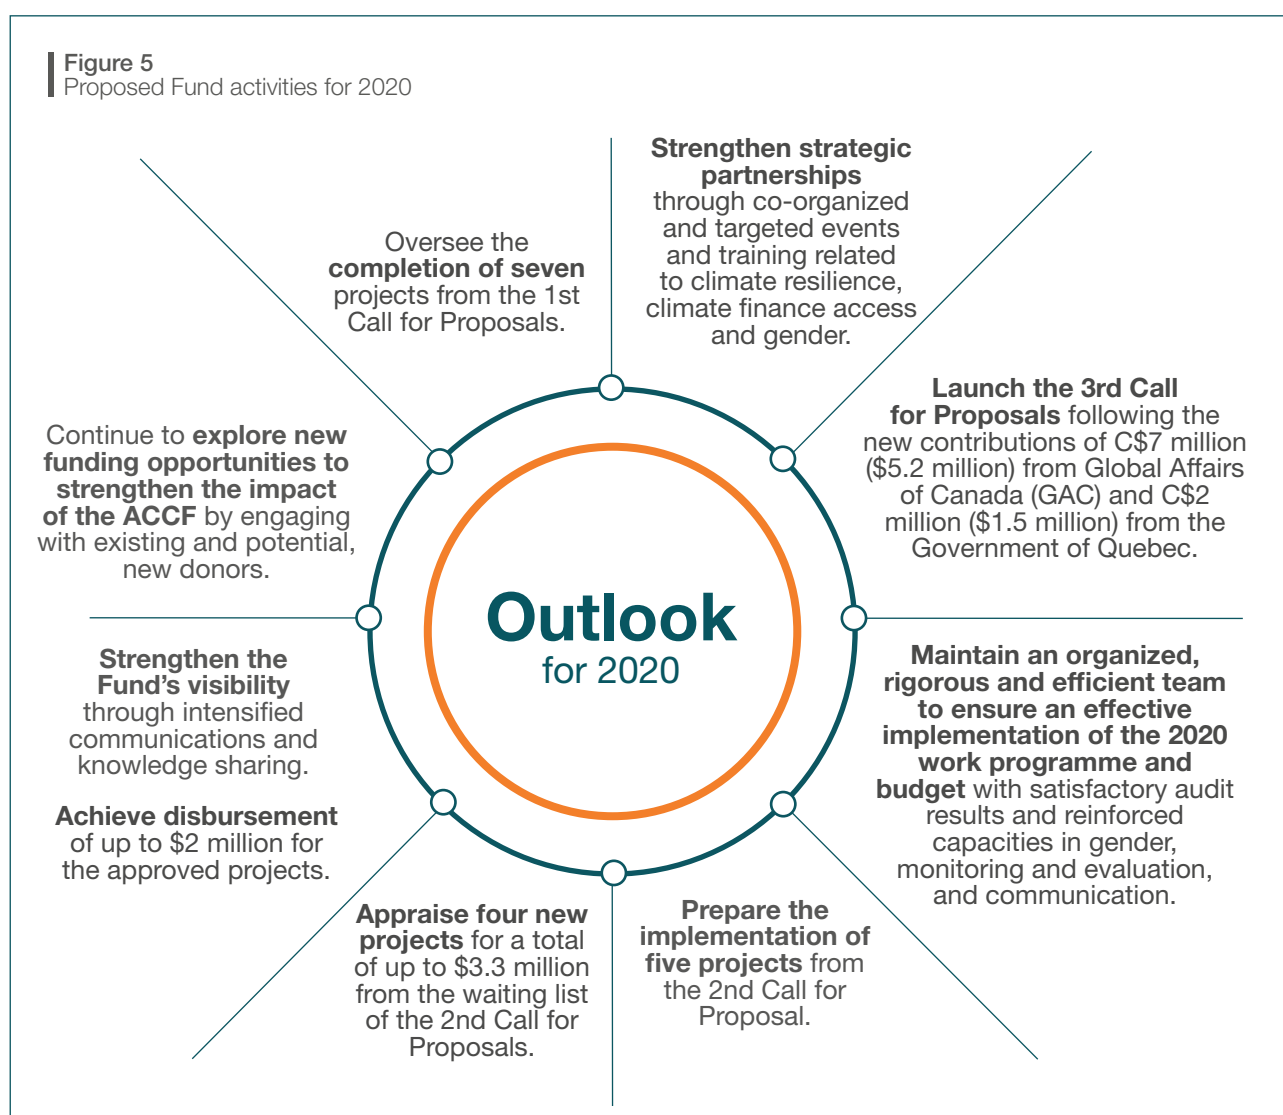 Figure 5
Proposed Fund activities for 2020
Strengthen strategic
partnerships
through co-organized
and targeted events
and training related
to climate resilience,
climate finance access
and gender.
Launch the 3rd Call
for Proposals following the
new contributions of C$7 million
($5.2 million) from Global Affairs
of Canada (GAC) and C$2
million ($1.5 million) from the
Government of Quebec.
Maintain an organized,
rigorous and efficient team
to ensure an effective
implementation of the 2020
work programme and
budget with satisfactory audit
results and reinforced
capacities in gender,
monitoring and evaluation,
and communication.
Prepare the
implementation of
five projects from
the 2nd Call for
Proposal.
Appraise four new
projects for a total
of up to $3.3 million
from the waiting list
of the 2nd Call for
Proposals.
Strengthen the
Fund's visibility
through intensified
communications and
knowledge sharing.
Achieve disbursement
of up to $2 million for
the approved projects.
Continue to explore new
funding opportunities to
strengthen the impact
of the ACCF by engaging
with existing and potential,
new donors.
Oversee the
completion of seven
projects from the 1st
Call for Proposals.
Outlook
for 2020